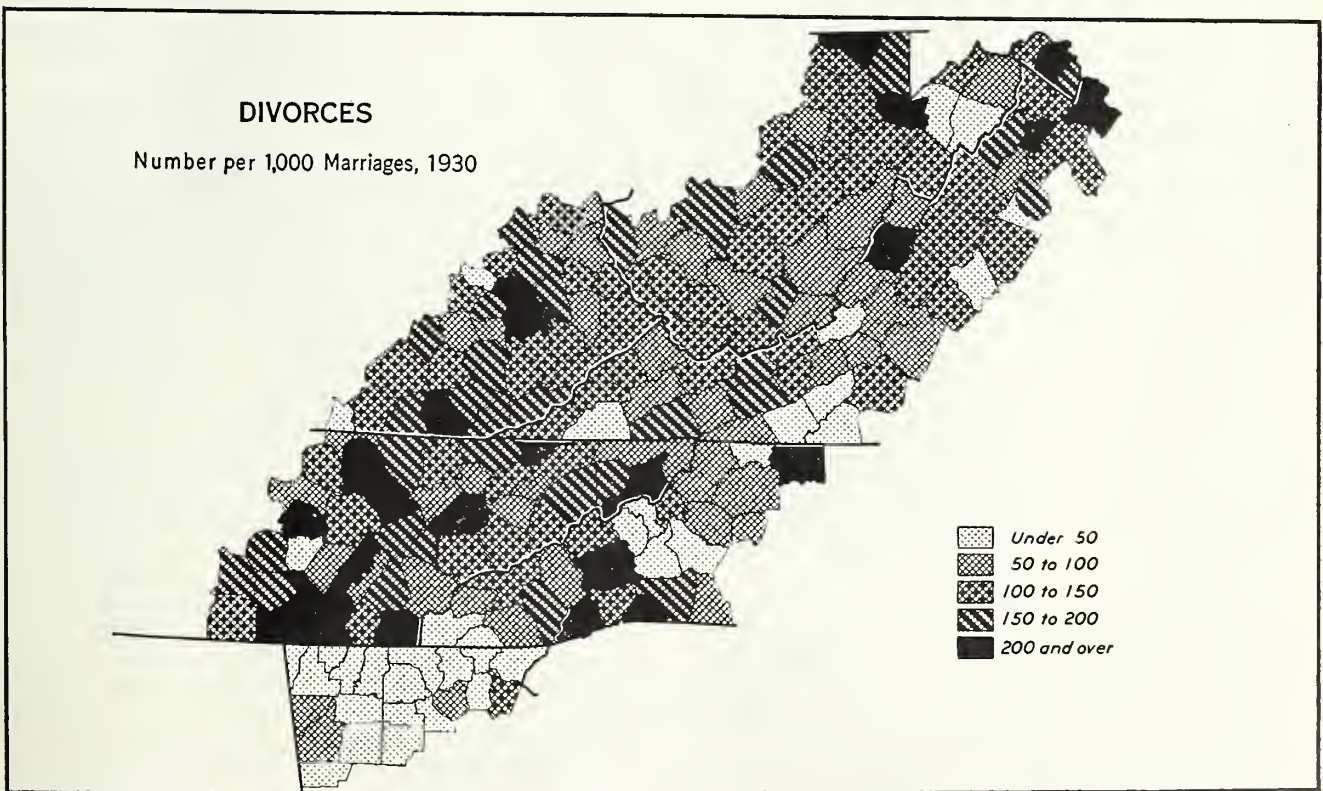 DIVORCES
Number per 1,000 Marriages, 1930
Under 50
50 to 100
100 to 150
150 to 200
200 and over